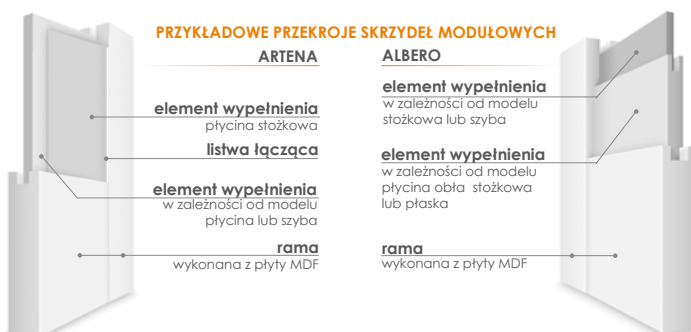 PRZYKŁADOWE PRZEKROJE SKRZYDEŁ MODUŁOWYCH
ARTENA
element wypełnienia
płycina stożkowa
listwa łącząca
element wypełnienia
w zależności od modelu
płycina lub szyba
rama
wykonana z płyty MDF
ALBERO
element wypełnienia
w zależności od modelu
stożkowa lub szyba
element wypełnienia
w zależności od modelu
płycina obła stożkowa
lub płaska
rama
wykonana z płyty MDF